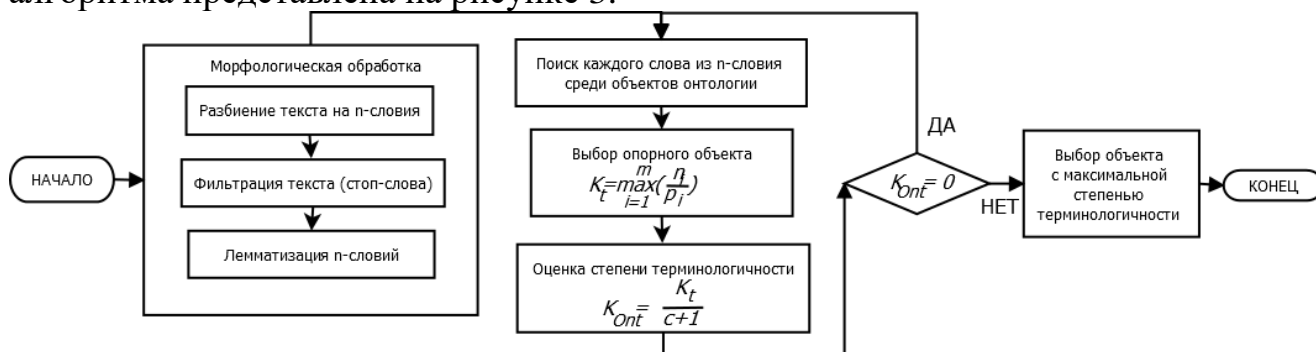 алгоритма представлена на рисунке 3.
НАЧАЛО
Морфологическая обработка
Разбиение текста на n-словия
Фильтрация текста (стоп-слова)
Лемматизация n-словий
Поиск каждого слова из n-словия
среди объектов онтологии
Выбор опорного объекта
K_t = max_{i=1}^{m} (n_i / p_i)
Оценка степени терминологичности
K_Ont = K_t / (c+1)
K_Ont = 0
ДА
НЕТ
Выбор объекта
с максимальной
степенью
терминологичности
КОНЕЦ